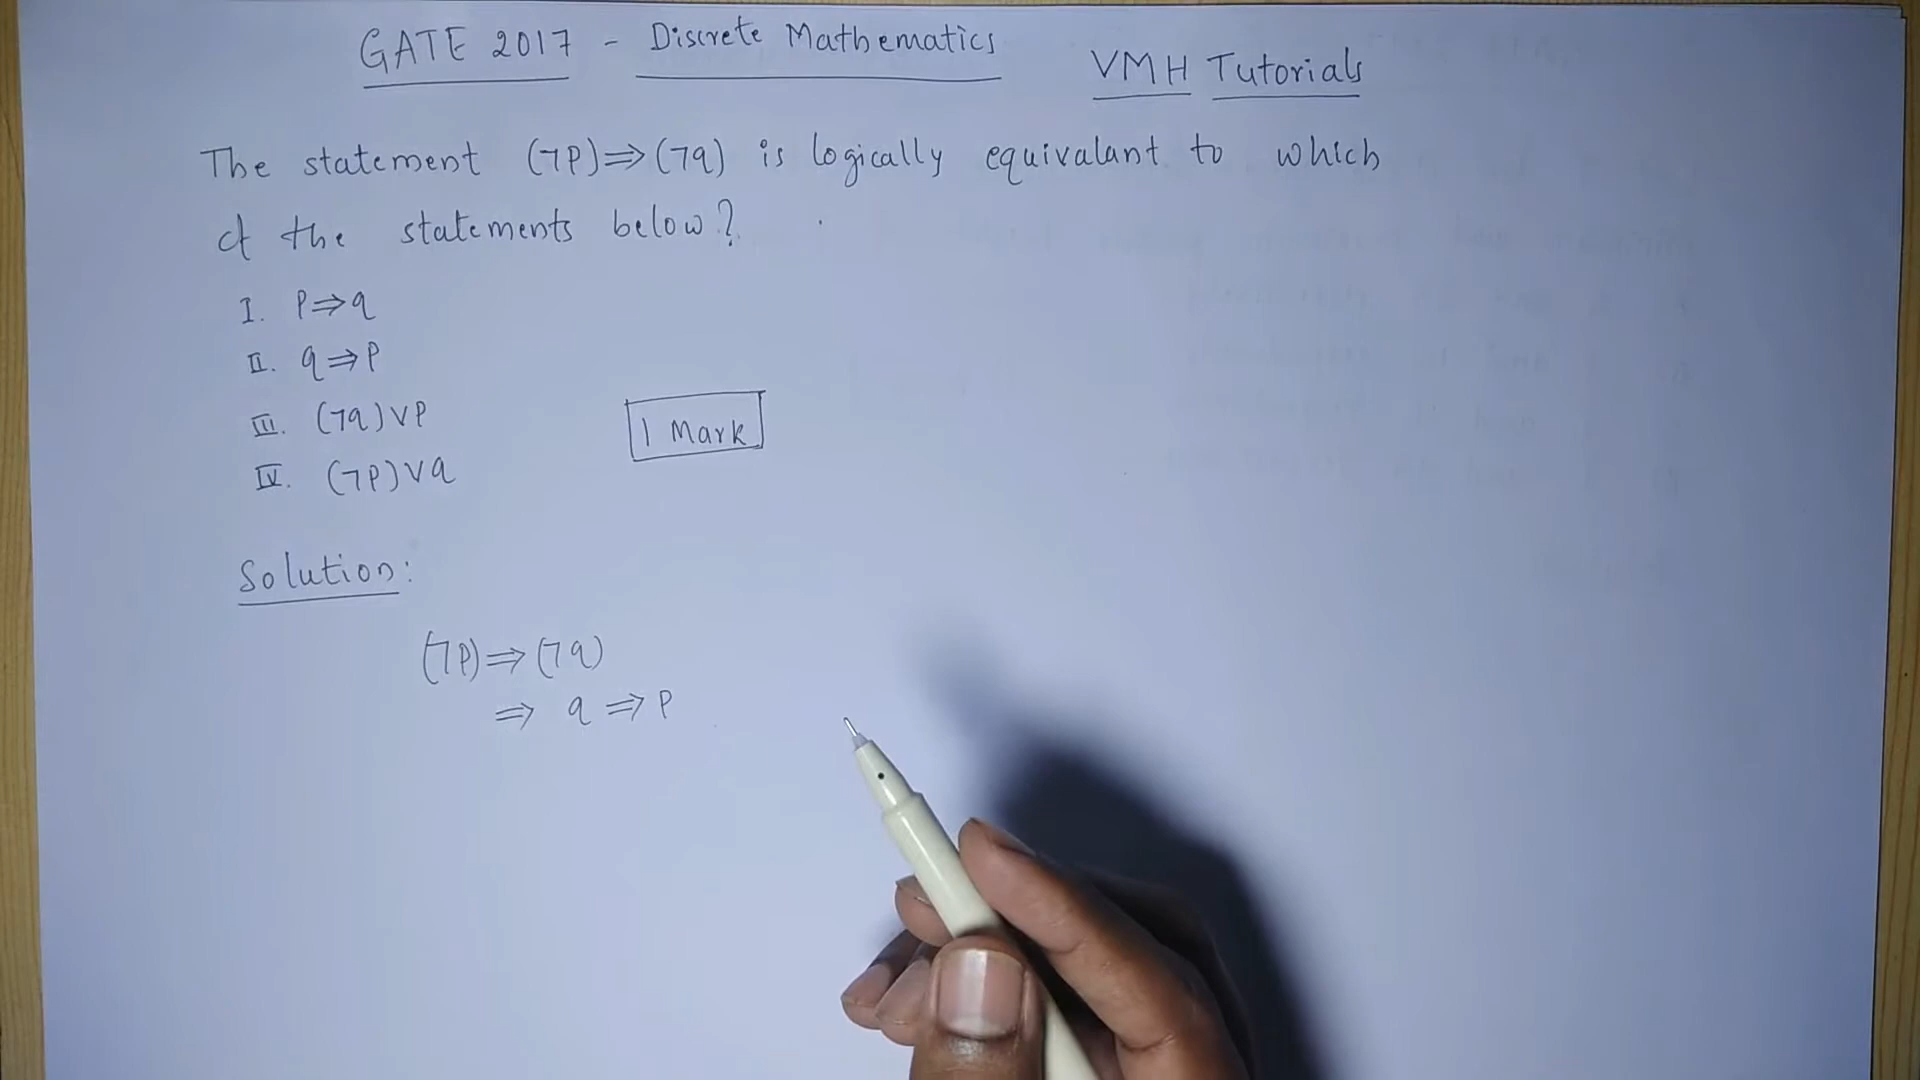 GATE 2017 - Discrete Mathematics
VMH Tutorials
The statement (¬P)⇒(¬q) is logically equivalant to which
of the statements below?
I. P⇒q
II. q⇒P
III. (¬q)∨P
IV. (¬P)∨q
1 Mark
Solution:
(¬P)⇒(¬q)
⇒ q⇒P